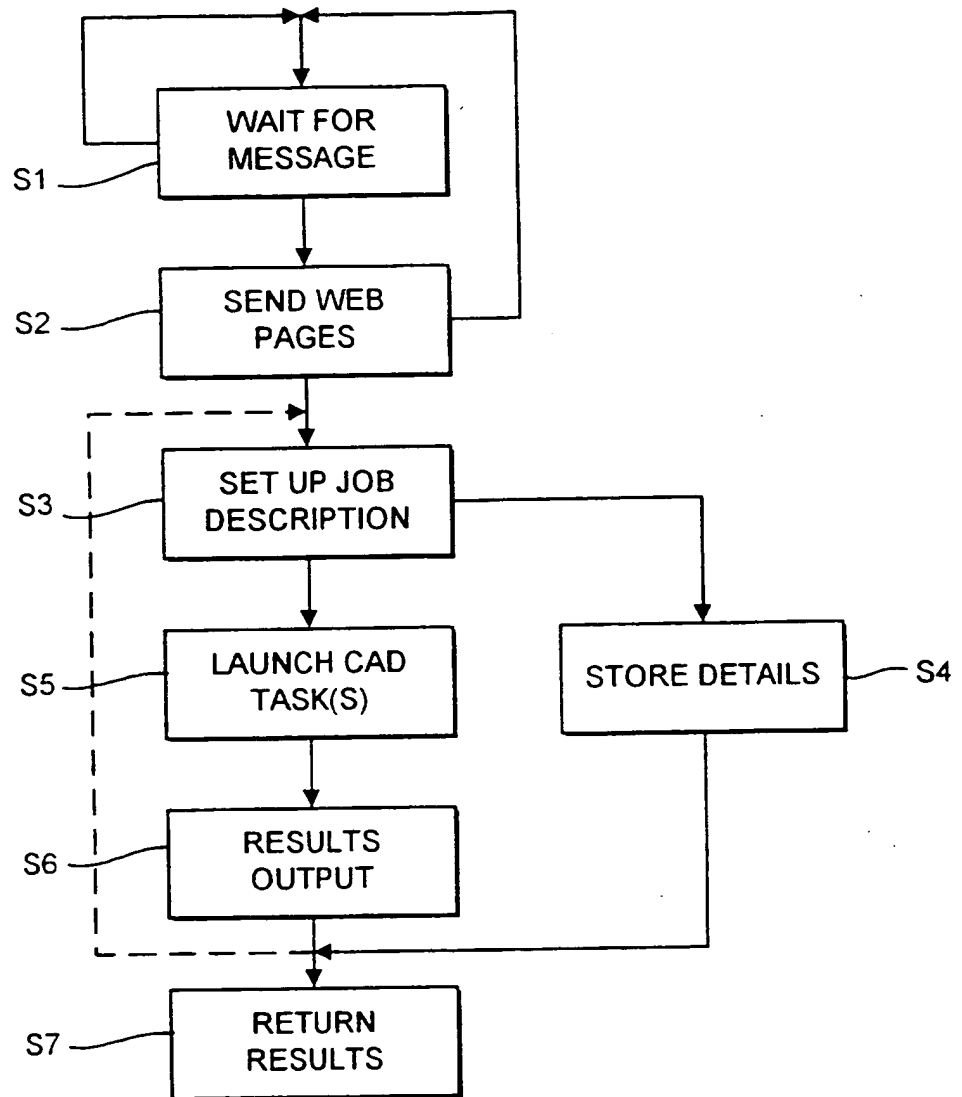 WAIT FOR
MESSAGE
S1
SEND WEB
PAGES
S2
SET UP JOB
DESCRIPTION
S3
LAUNCH CAD
TASK(S)
S5
STORE DETAILS
S4
RESULTS
OUTPUT
S6
RETURN
RESULTS
S7